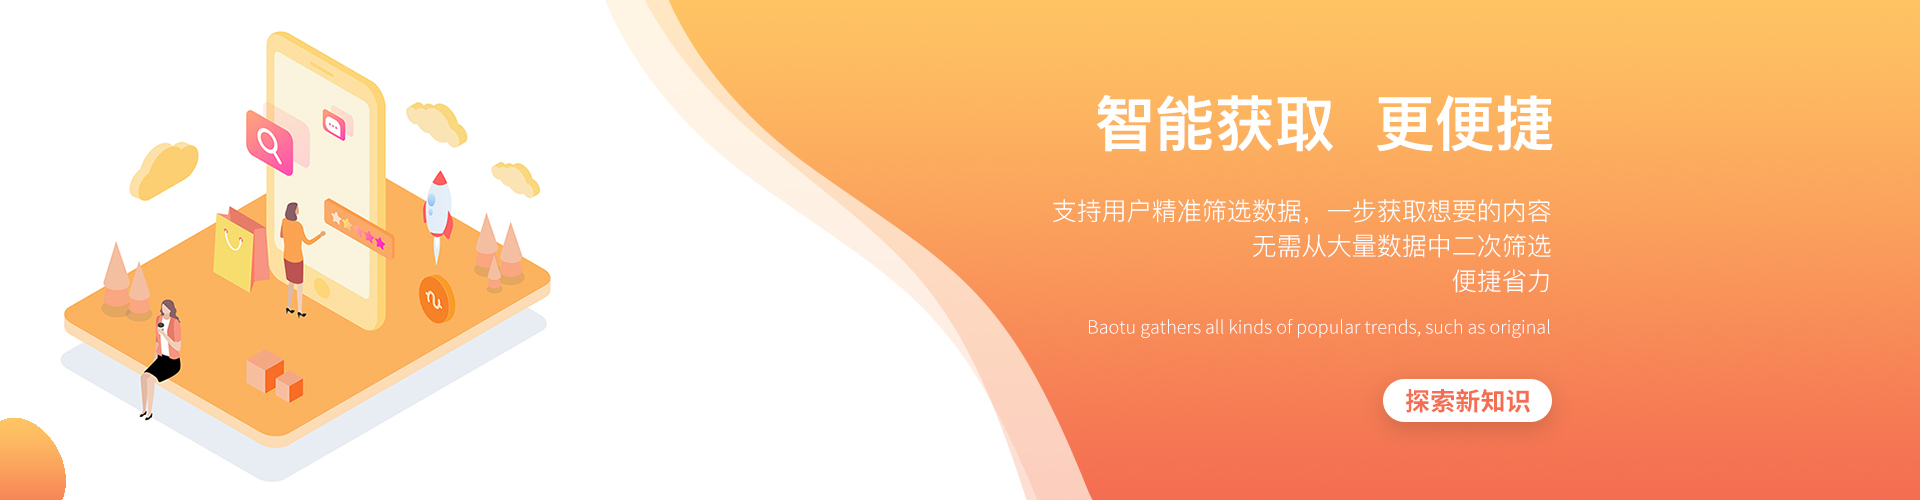 智能获取 更便捷
支持用户精准筛选数据，一步获取想要的内容
无需从大量数据中二次筛选
便捷省力
Baotu gathers all kinds of popular trends, such as original
探索新知识